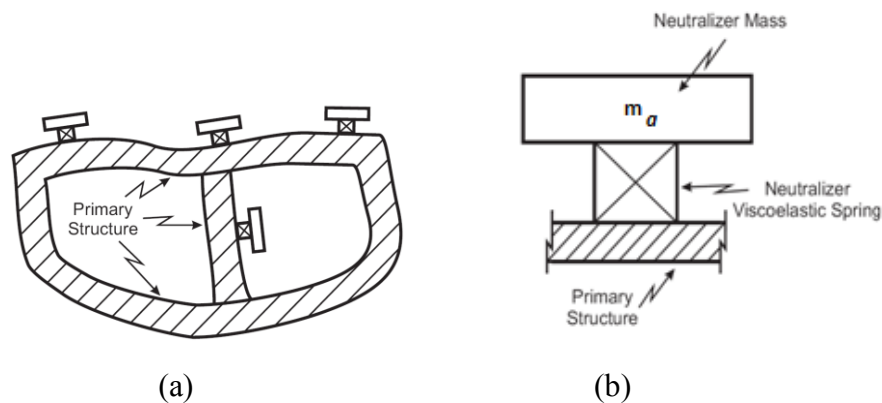 Primary
Structure
(a)
Neutralizer Mass
m a
Neutralizer
Viscoelastic Spring
Primary
Structure
(b)